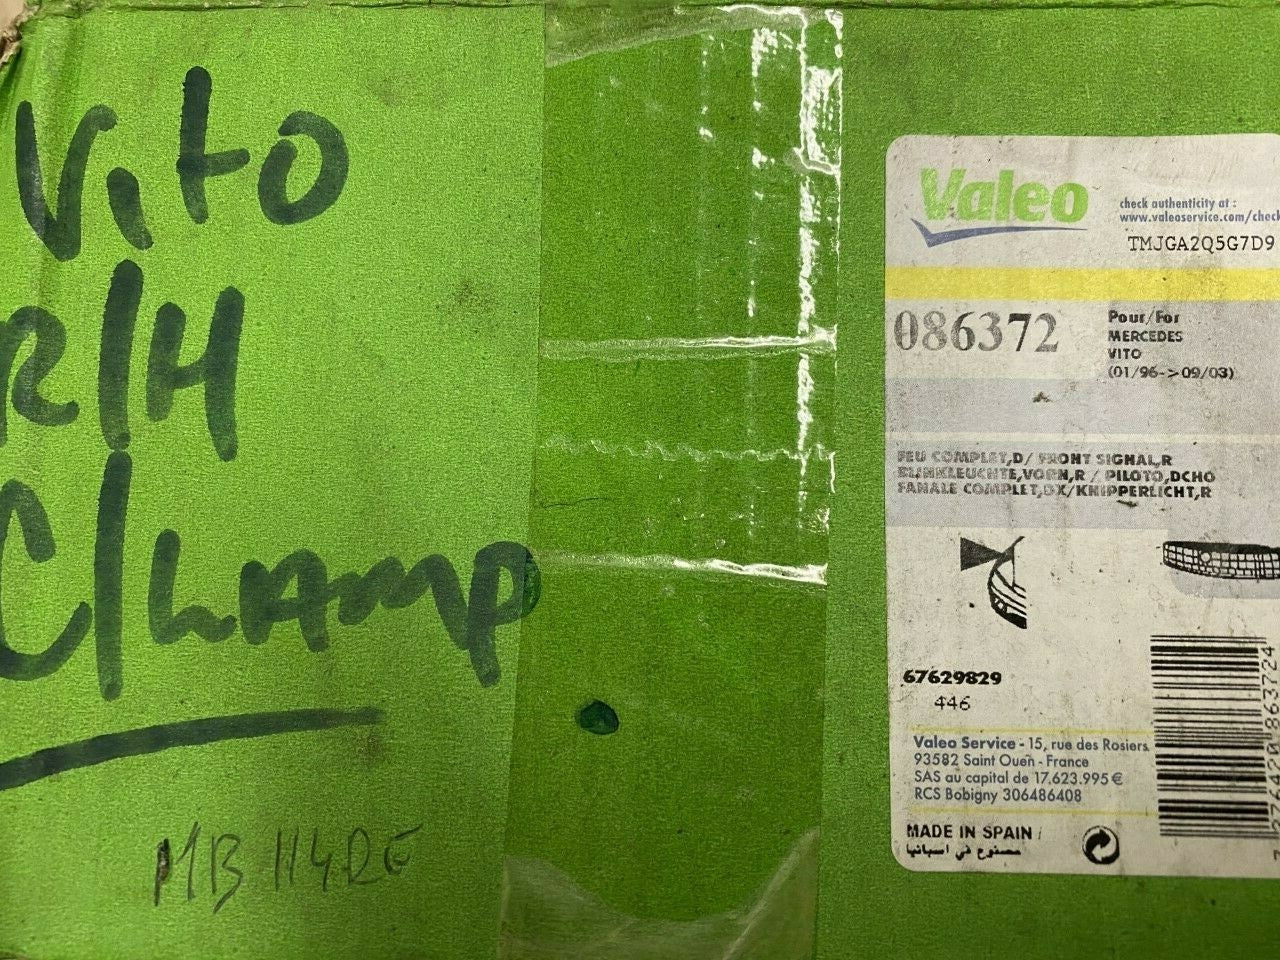 Vito
R/H
C/LAMP
MB 114RE
Valeo
check authenticity at :
www.valeoservice.com/check
TMJGA2Q5G7D9
086372
Pour/For
MERCEDES
VITO
(01/96->09/03)
FEU COMPLET,D/ FRONT SIGNAL,R
BLINKLEUCHTE,VORN,R / PILOTO,DCHO
FANALE COMPLET,DX/KNIPPERLICHT,R
67629829
446
Valeo Service - 15, rue des Rosiers
93582 Saint Ouen - France
SAS au capital de 17.623.995 €
RCS Bobigny 306486408
MADE IN SPAIN /
مصنوع في اسبانيا
376420 863724